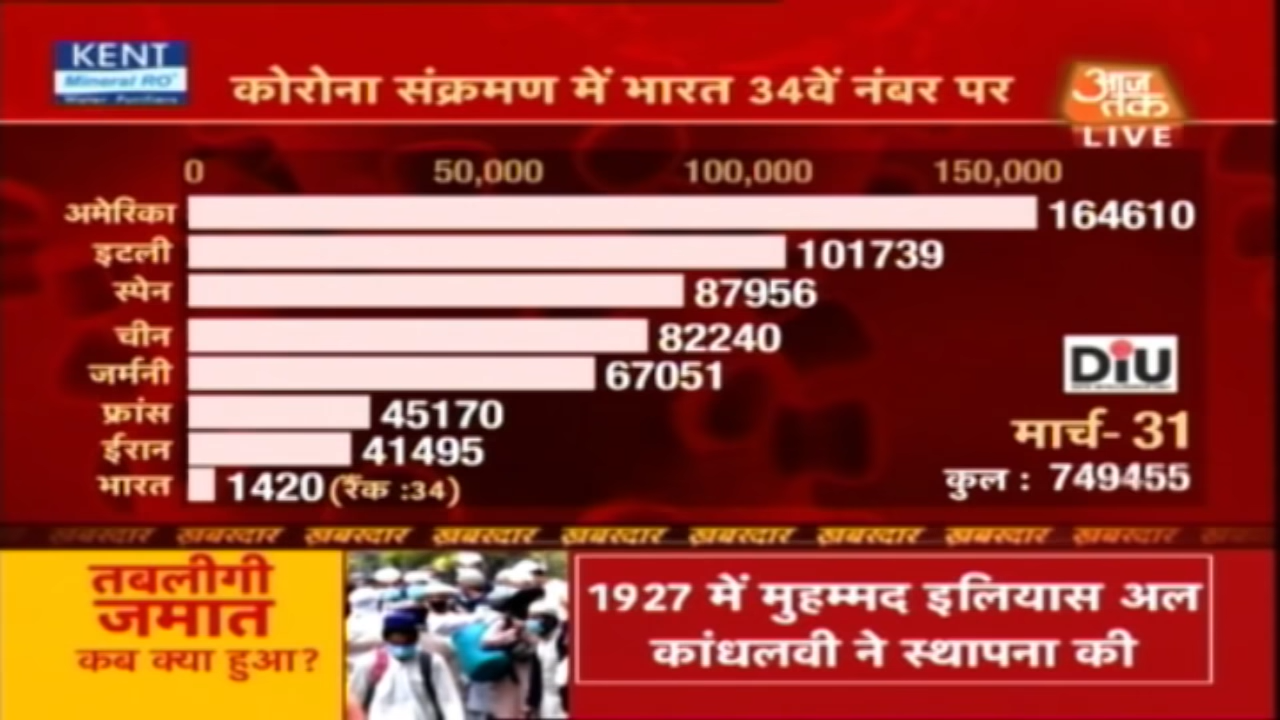 KENT
Mineral RO
Water Purifiers
कोरोना संक्रमण में भारत 34वें नंबर पर
आज तक
LIVE
0 50,000 100,000 150,000
अमेरिका 164610
इटली 101739
स्पेन 87956
चीन 82240
जर्मनी 67051
फ्रांस 45170
ईरान 41495
भारत 1420 (रैंक :34)
DiU
मार्च- 31
कुल : 749455
ख़बरदार ख़बरदार ख़बरदार ख़बरदार ख़बरदार ख़बरदार ख़बरदार ख़बरदार ख़बरदार
तबलीगी
जमात
कब क्या हुआ?
1927 में मुहम्मद इलियास अल
कांधलवी ने स्थापना की